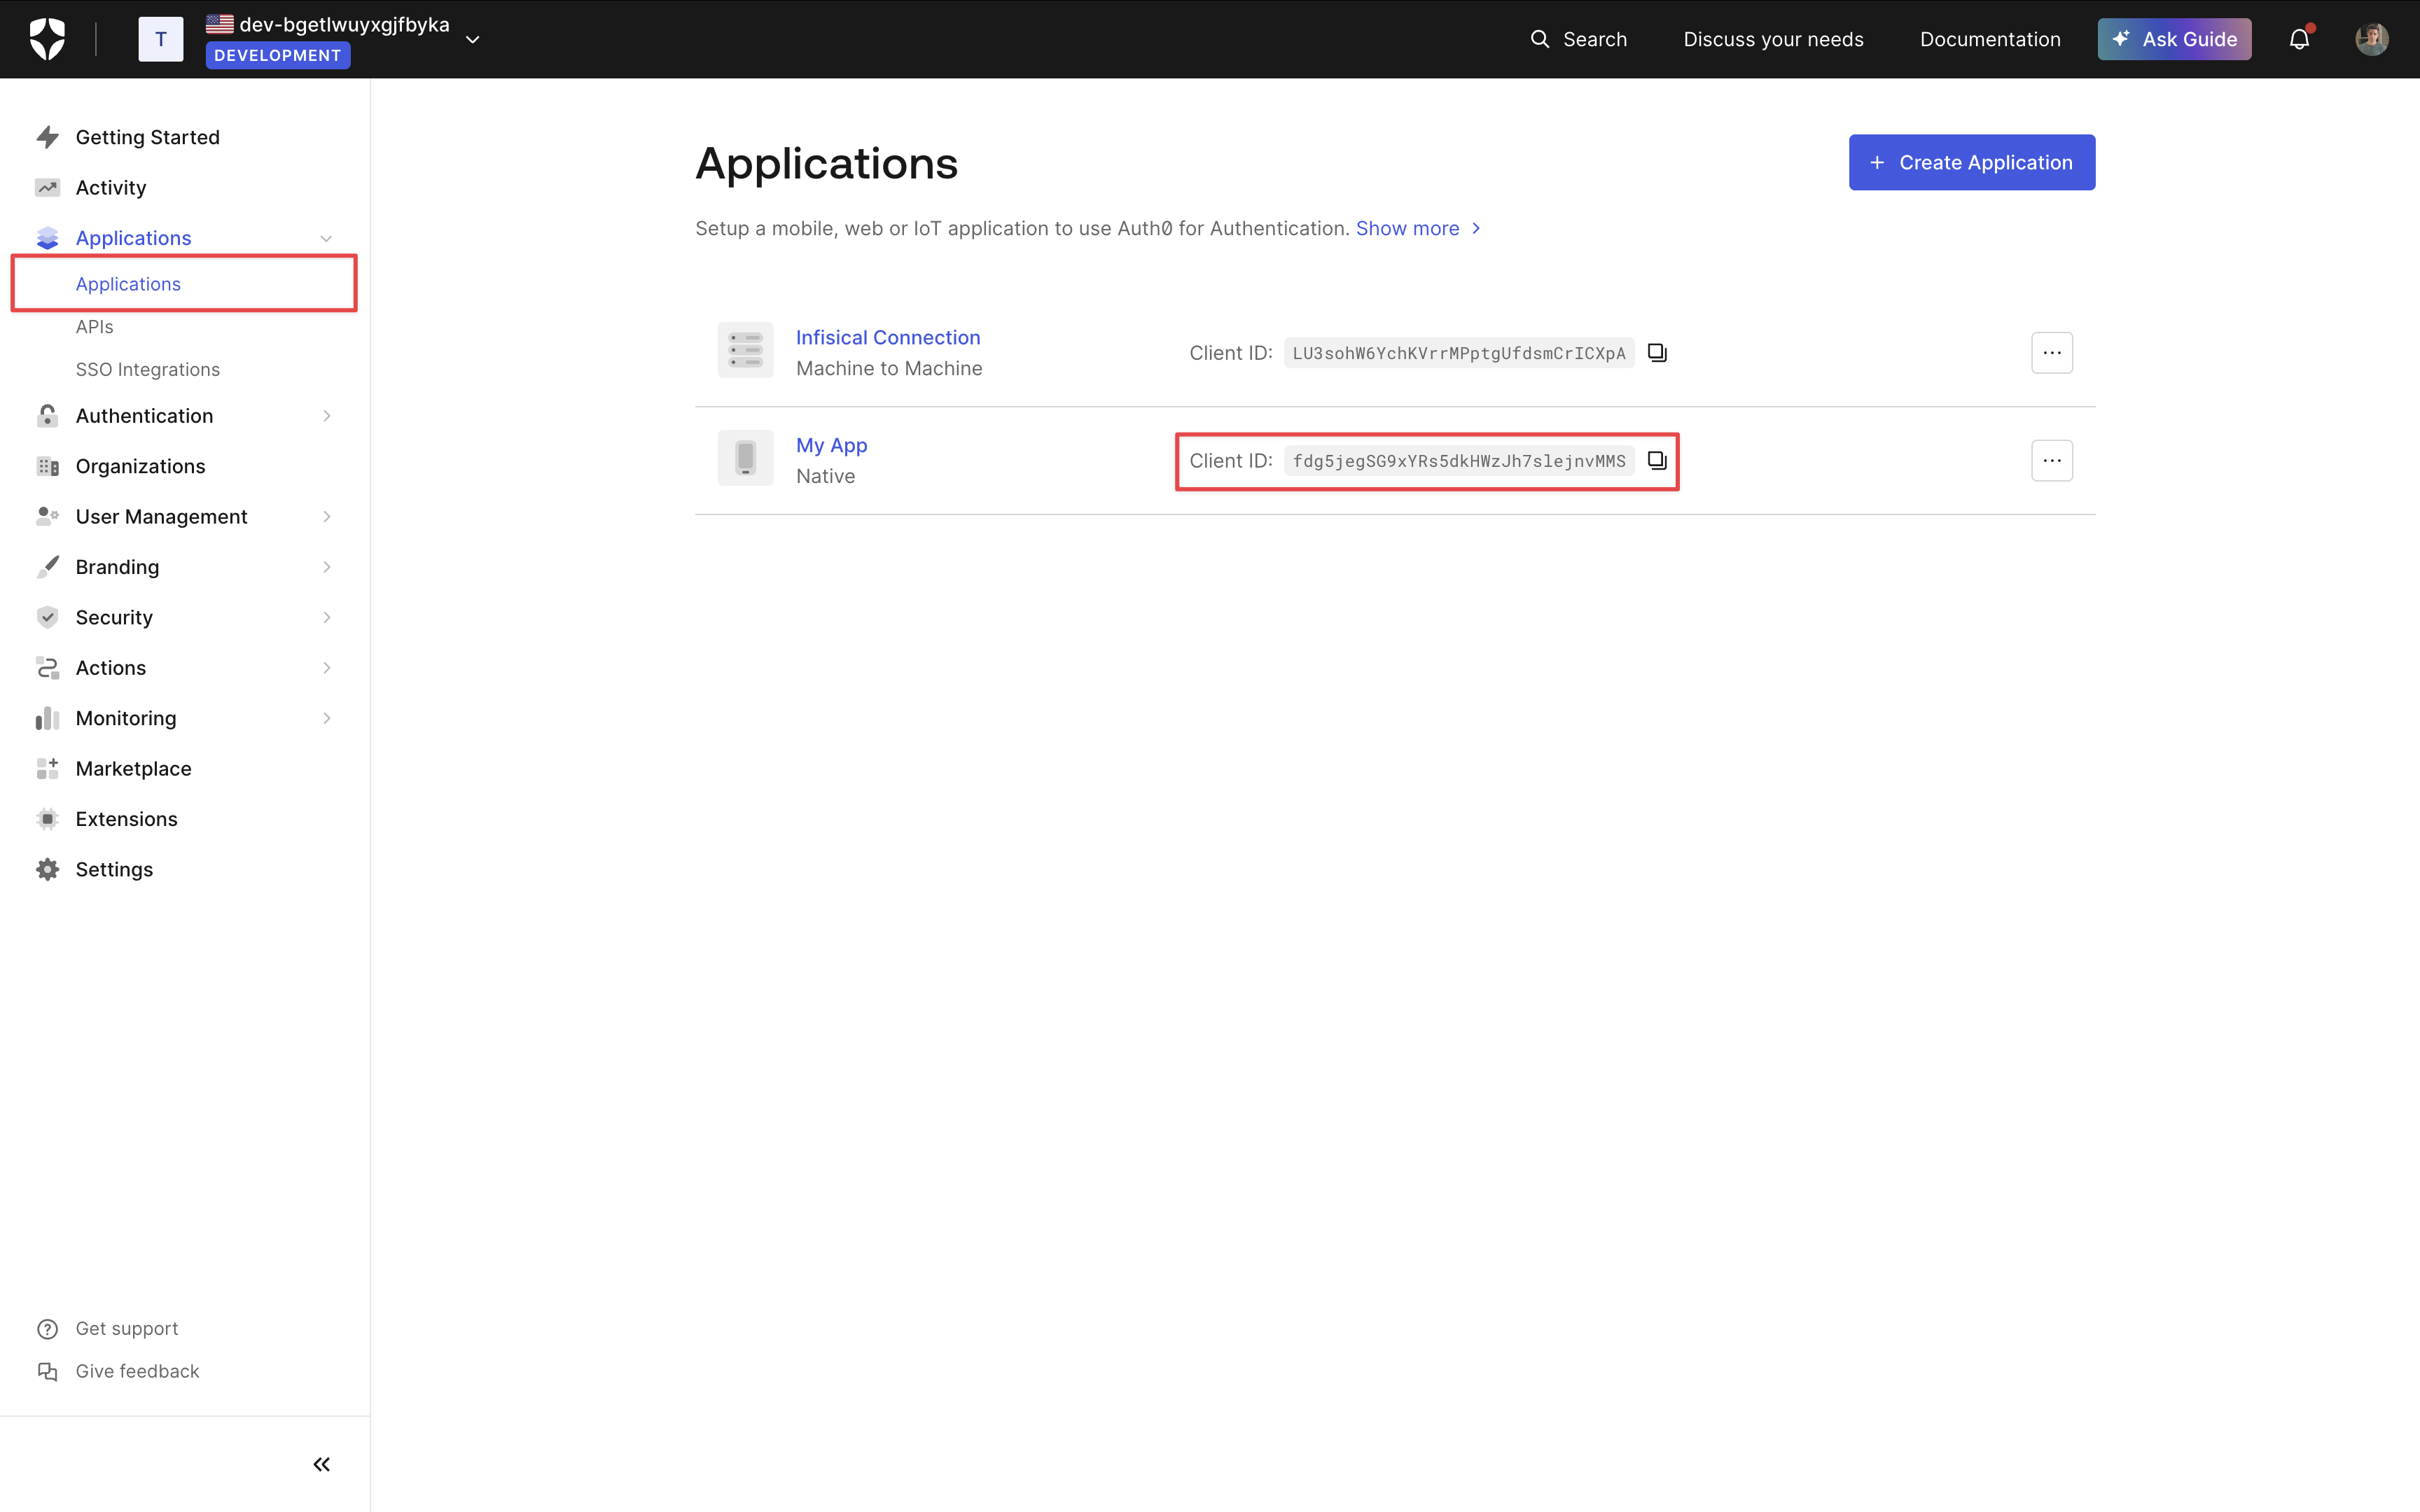 T
dev-bgetlwuyxgjfbyka
DEVELOPMENT
Search
Discuss your needs
Documentation
Ask Guide
Getting Started
Activity
Applications
Applications
APIs
SSO Integrations
Authentication
Organizations
User Management
Branding
Security
Actions
Monitoring
Marketplace
Extensions
Settings
Get support
Give feedback
Applications
+ Create Application
Setup a mobile, web or IoT application to use Auth0 for Authentication. Show more
Infisical Connection
Machine to Machine
Client ID: LU3sohW6YchKVrrMPptgUfdsmCrICXpA
My App
Native
Client ID: fdg5jegSG9xYRs5dkHWzJh7slejnvMMS